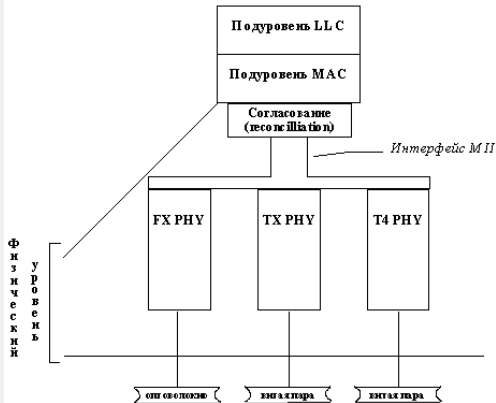 Подуровень LLC
Подуровень MAC
Согласование
(reconcilliation)
Интерфейс MII
FX PHY
TX PHY
T4 PHY
Физический
уровень
оптоволокно
витая пара
витая пара